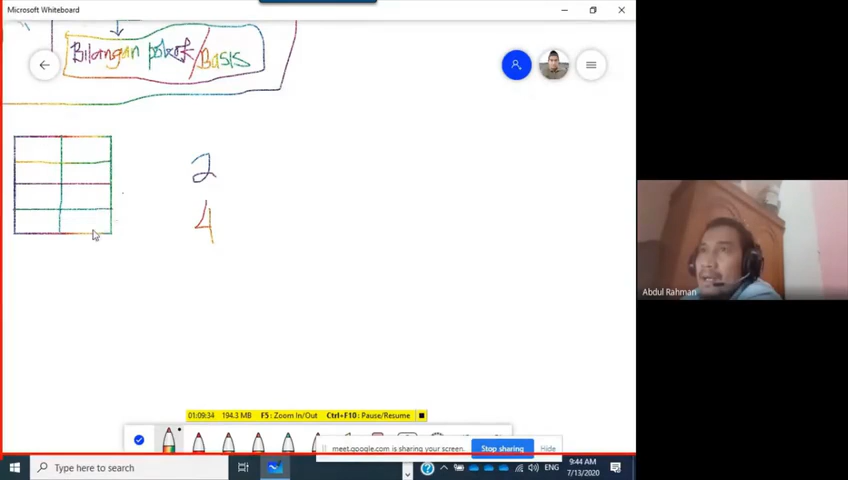 Microsoft Whiteboard
Bilangan pokok/Basis
2
4
Abdul Rahman
01:09:34 194.3 MB F5: Zoom In/Out Ctrl+F10: Pause/Resume
meet.google.com is sharing your screen. Stop sharing Hide
Type here to search
ENG
9:44 AM
7/13/2020